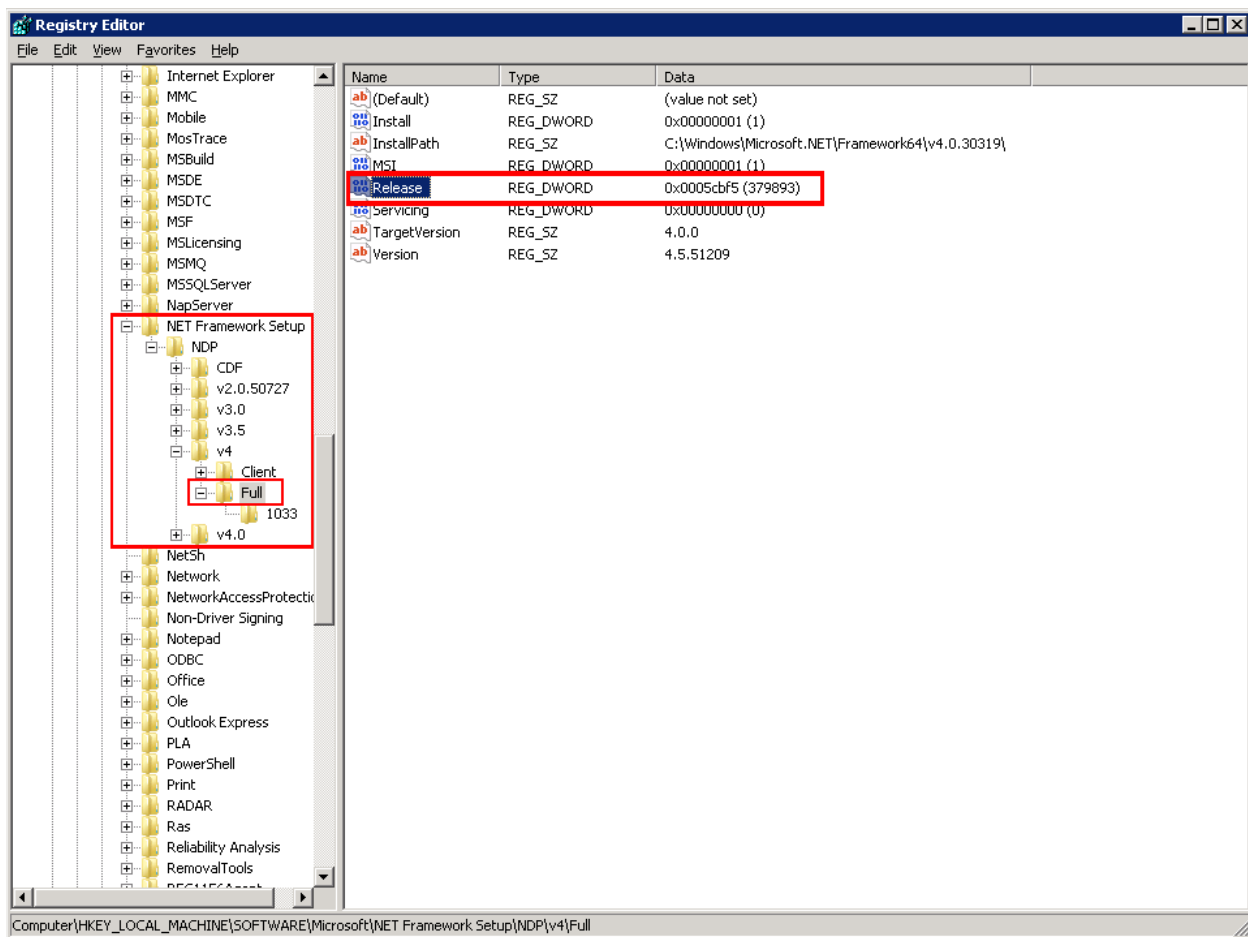 Registry Editor
File Edit View Favorites Help
Internet Explorer
MMC
Mobile
MosTrace
MSBuild
MSDE
MSDTC
MSF
MSLicensing
MSMQ
MSSQLServer
NapServer
NET Framework Setup
NDP
CDF
v2.0.50727
v3.0
v3.5
v4
Client
Full
1033
v4.0
NetSh
Network
NetworkAccessProtectic
Non-Driver Signing
Notepad
ODBC
Office
Ole
Outlook Express
PLA
PowerShell
Print
RADAR
Ras
Reliability Analysis
RemovalTools
Name Type Data
(Default) REG_SZ (value not set)
Install REG_DWORD 0x00000001 (1)
InstallPath REG_SZ C:\Windows\Microsoft.NET\Framework64\v4.0.30319\
MSI REG_DWORD 0x00000001 (1)
Release REG_DWORD 0x0005cbf5 (379893)
Servicing REG_DWORD 0x00000000 (0)
TargetVersion REG_SZ 4.0.0
Version REG_SZ 4.5.51209
Computer\HKEY_LOCAL_MACHINE\SOFTWARE\Microsoft\NET Framework Setup\NDP\v4\Full